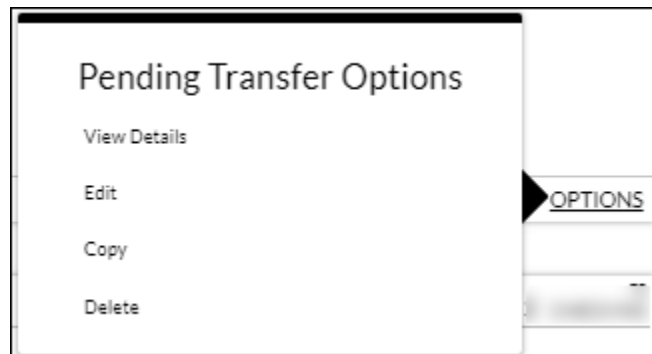 Pending Transfer Options
View Details
Edit
OPTIONS
Copy
Delete
--